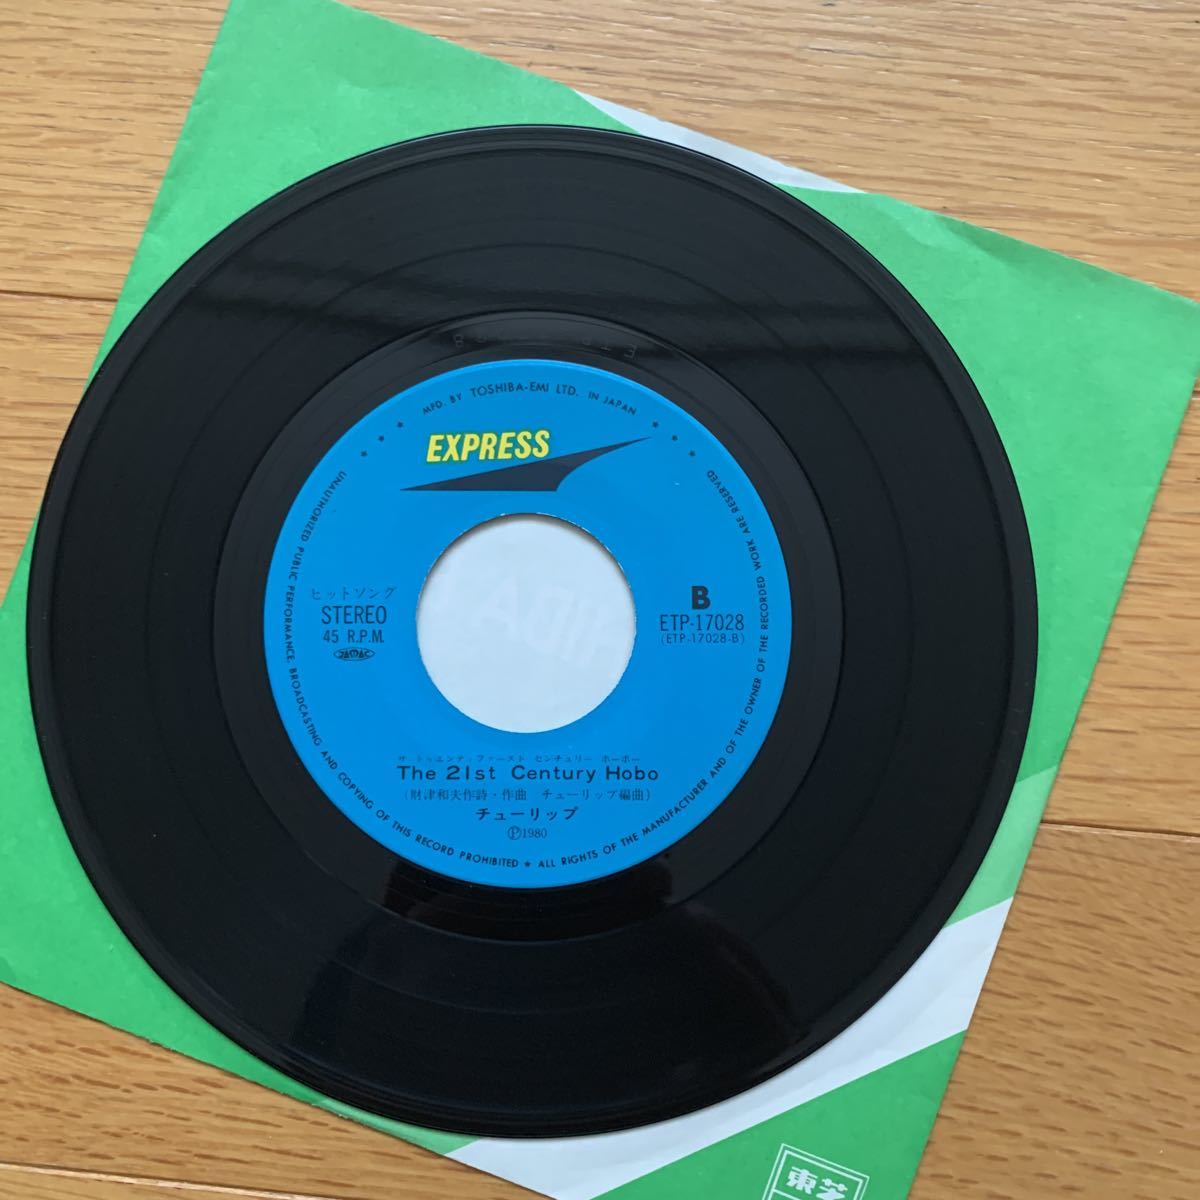 MFD. BY TOSHIBA-EMI LTD. IN JAPAN
EXPRESS
ヒットソング
STEREO
45 R.P.M.
JASRAC
B
ETP-17028
(ETP-17028-B)
ザ・トゥエンティ・ファースト センチュリー ホーボー
The 21st Century Hobo
(財津和夫作詩・作曲 チューリップ編曲)
チューリップ
Ⓟ1980
UNAUTHORIZED PUBLIC PERFORMANCE, BROADCASTING AND COPYING OF THIS RECORD PROHIBITED ★ ALL RIGHTS OF THE MANUFACTURER AND OF THE OWNER OF THE RECORDED WORK ARE RESERVED
東芝